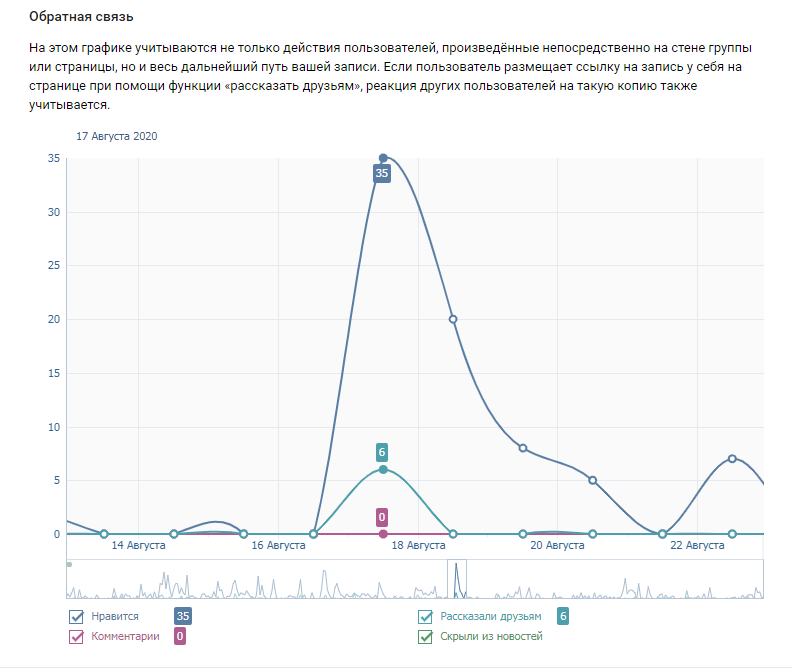 Обратная связь
На этом графике учитываются не только действия пользователей, произведённые непосредственно на стене группы
или страницы, но и весь дальнейший путь вашей записи. Если пользователь размещает ссылку на запись у себя на
странице при помощи функции «рассказать друзьям», реакция других пользователей на такую копию также
учитывается.
17 Августа 2020
35
35
30
25
20
15
10
6
5
0
0
14 Августа 16 Августа 18 Августа 20 Августа 22 Августа
Нравится 35 Рассказали друзьям 6
Комментарии 0 Скрыли из новостей